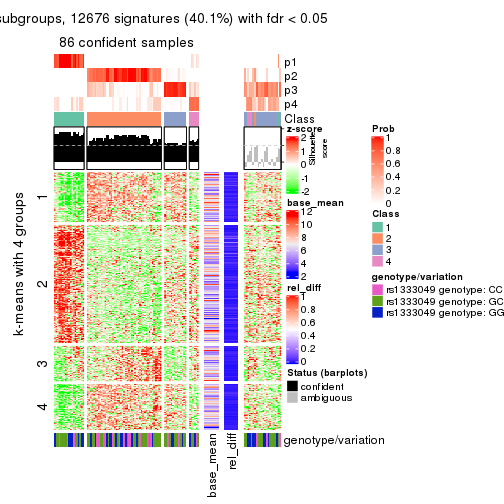 subgroups, 12676 signatures (40.1%) with fdr < 0.05
86 confident samples
p1
p2
p3
p4
Class
Silhouette
score
1
2
3
4
k-means with 4 groups
genotype/variation
base_mean
rel_diff
z-score
2
1
0
-1
-2
base_mean
12
10
8
6
4
2
rel_diff
1
0.8
0.6
0.4
0.2
0
Status (barplots)
confident
ambiguous
Prob
1
0.8
0.6
0.4
0.2
0
Class
1
2
3
4
genotype/variation
rs1333049 genotype: CC
rs1333049 genotype: GC
rs1333049 genotype: GG